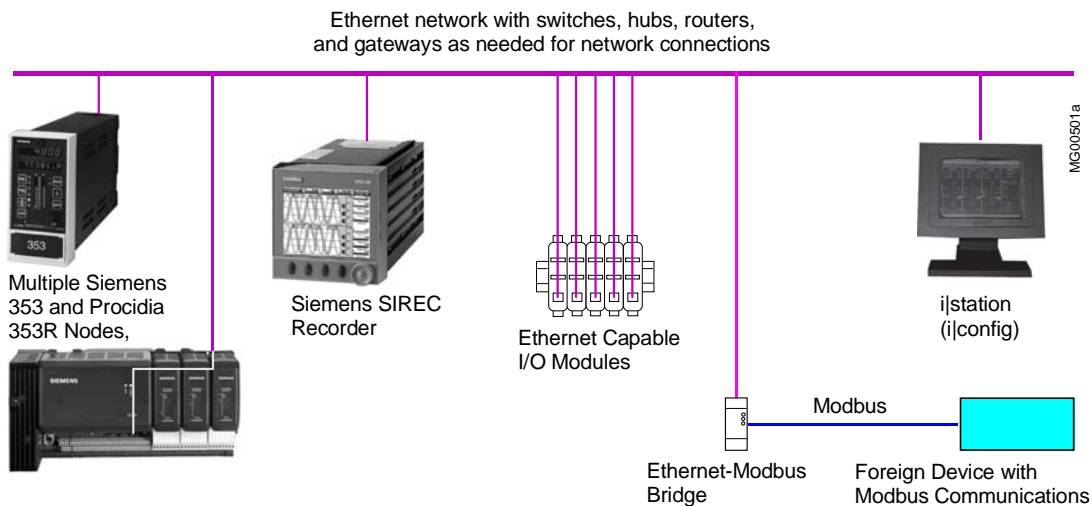 Ethernet network with switches, hubs, routers,
and gateways as needed for network connections
MG00501a
353
Multiple Siemens
353 and Procidia
353R Nodes,
SIEMENS
Siemens SIREC
Recorder
Ethernet Capable
I/O Modules
i|station
(i|config)
Modbus
Ethernet-Modbus
Bridge
Foreign Device with
Modbus Communications